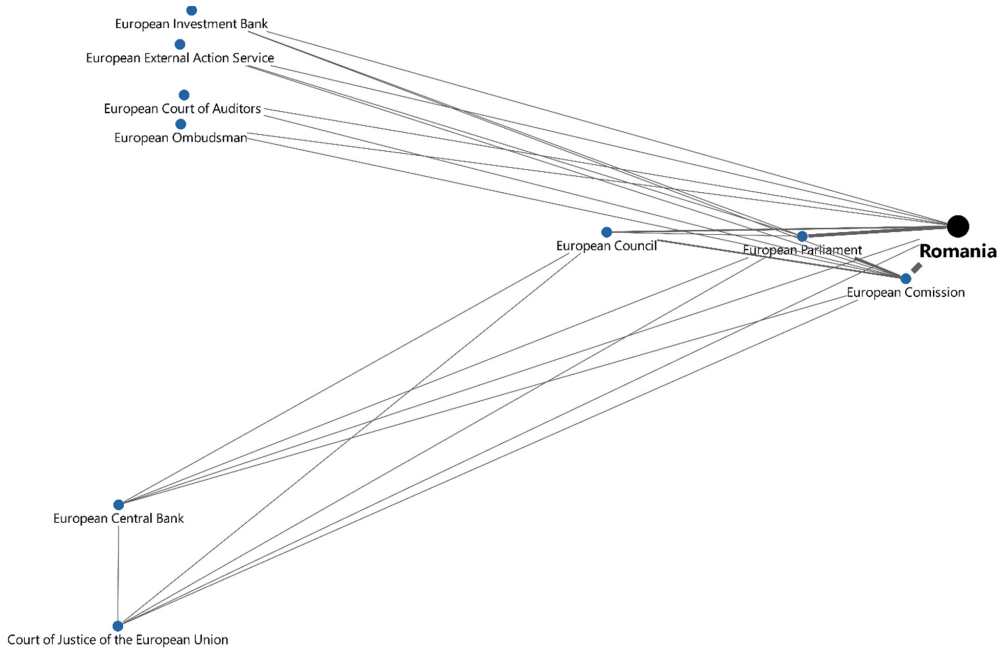 European Investment Bank
European External Action Service
European Court of Auditors
European Ombudsman
European Council
European Parliament
Romania
European Comission
European Central Bank
Court of Justice of the European Union